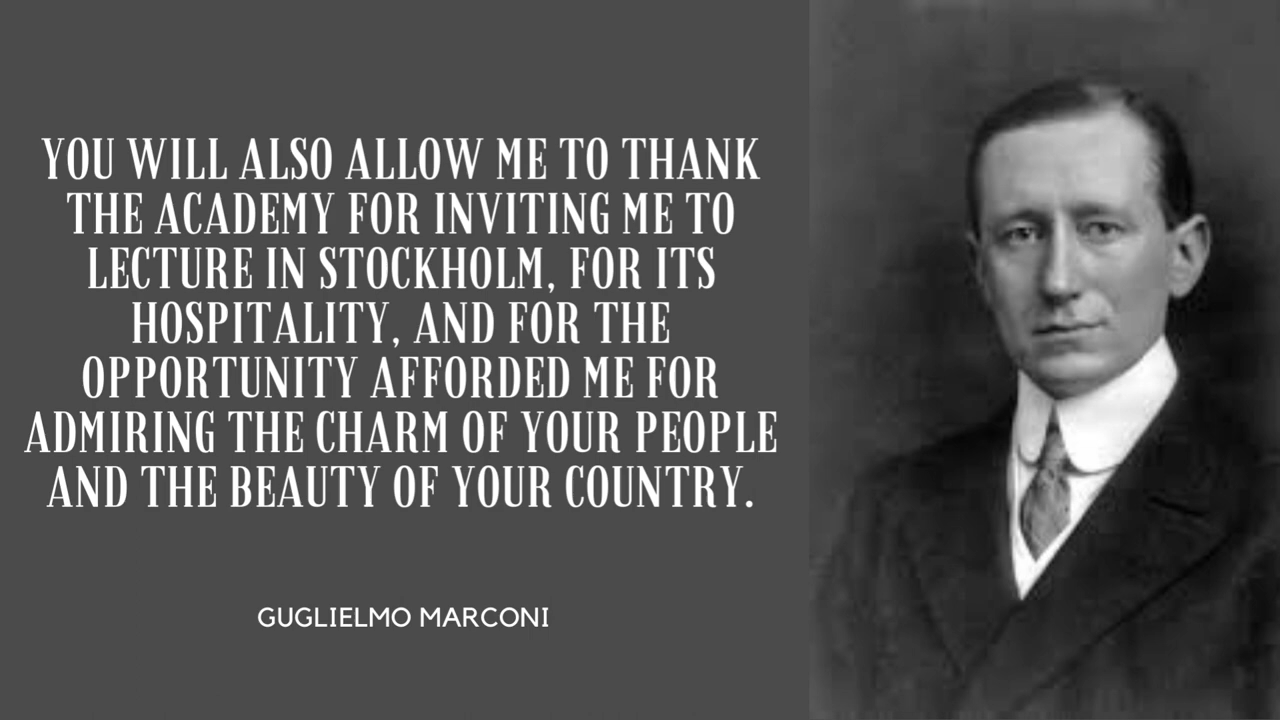 YOU WILL ALSO ALLOW ME TO THANK
THE ACADEMY FOR INVITING ME TO
LECTURE IN STOCKHOLM, FOR ITS
HOSPITALITY, AND FOR THE
OPPORTUNITY AFFORDED ME FOR
ADMIRING THE CHARM OF YOUR PEOPLE
AND THE BEAUTY OF YOUR COUNTRY.
GUGLIELMO MARCONI